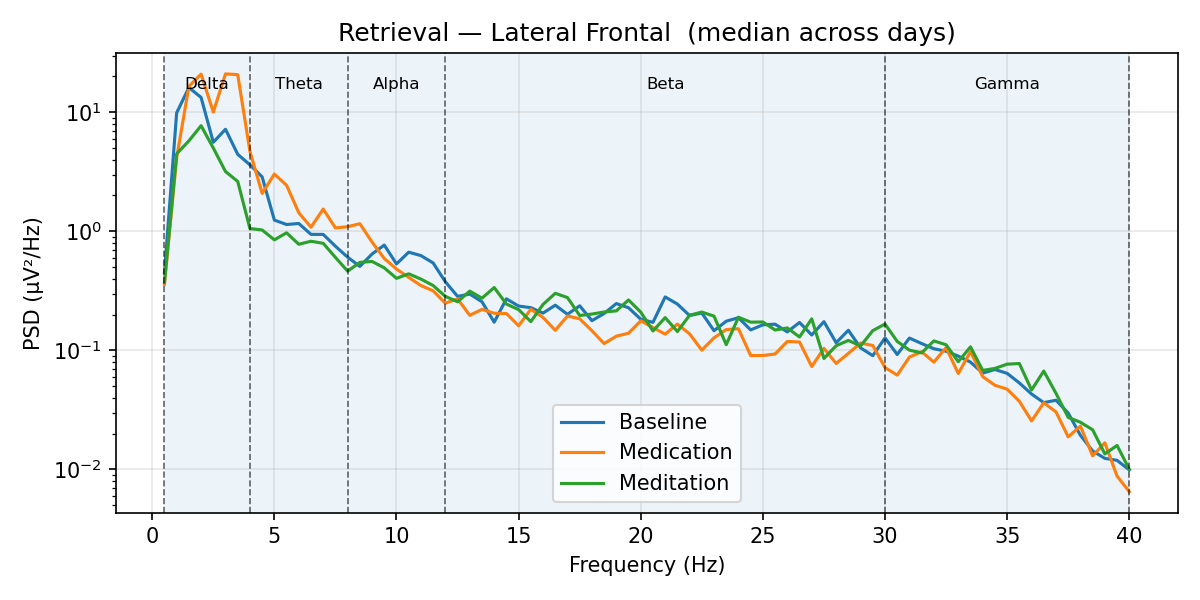 Retrieval — Lateral Frontal (median across days)
Delta Theta Alpha Beta Gamma
10¹
10⁰
10⁻¹
10⁻²
PSD (μV²/Hz)
Baseline
Medication
Meditation
0 5 10 15 20 25 30 35 40
Frequency (Hz)